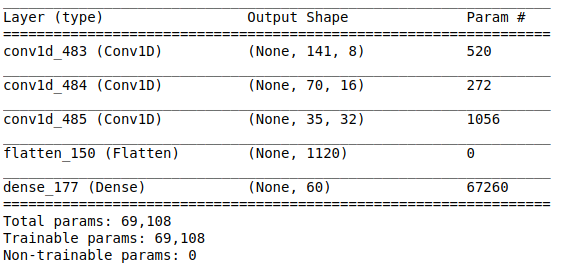 Layer (type) Output Shape Param #
conv1d_483 (Conv1D) (None, 141, 8) 520
conv1d_484 (Conv1D) (None, 70, 16) 272
conv1d_485 (Conv1D) (None, 35, 32) 1056
flatten_150 (Flatten) (None, 1120) 0
dense_177 (Dense) (None, 60) 67260
Total params: 69,108
Trainable params: 69,108
Non-trainable params: 0